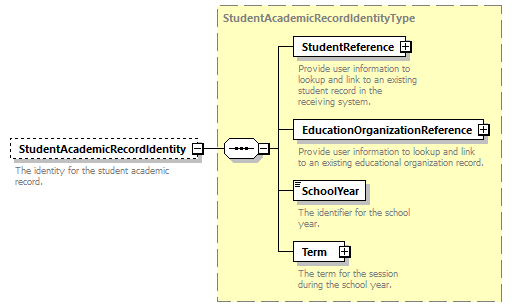 StudentAcademicRecordIdentityType
StudentReference
Provide user information to
lookup and link to an existing
student record in the
receiving system.
EducationOrganizationReference
Provide user information to lookup and link
to an existing educational organization record.
StudentAcademicRecordIdentity
The identity for the student academic
record.
SchoolYear
The identifier for the school
year.
Term
The term for the session
during the school year.